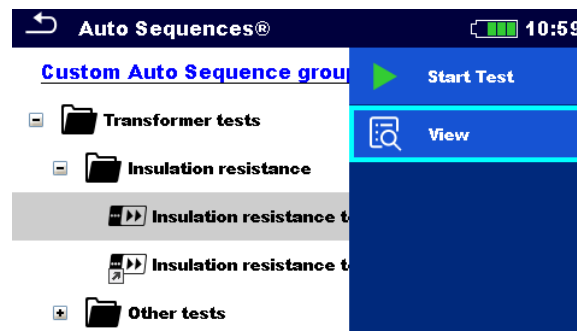 Auto Sequences®
10:59
Custom Auto Sequence grou
Start Test
Transformer tests
View
Insulation resistance
Insulation resistance t
Insulation resistance t
Other tests